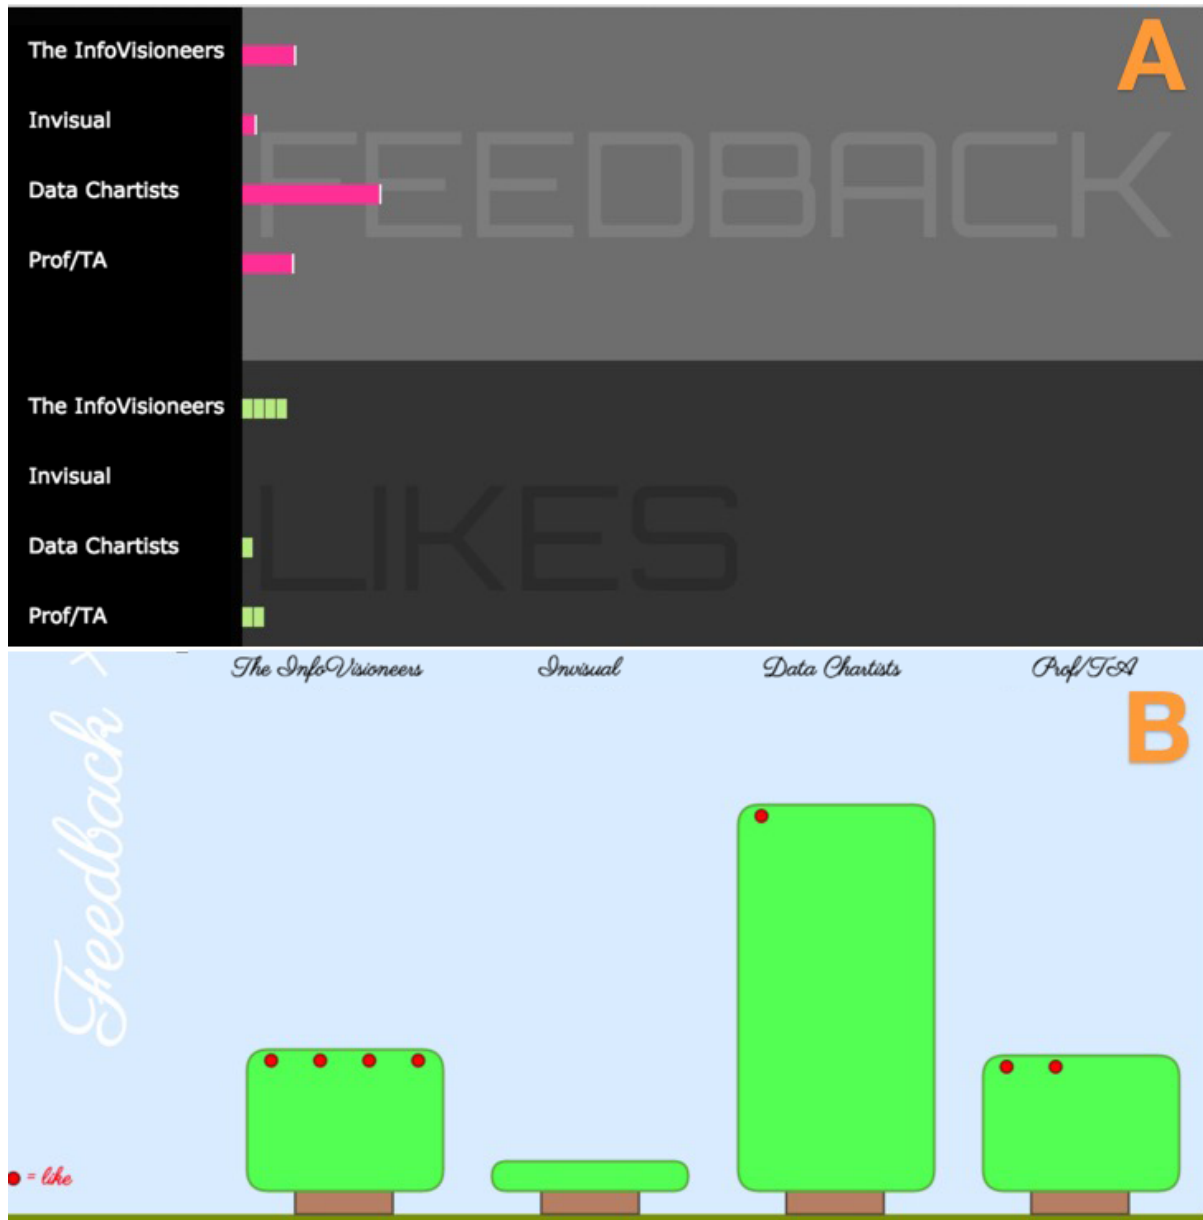 The InfoVisioneers
A
Invisual
FEEDBACK
Data Chartists
Prof/TA
The InfoVisioneers
Invisual
LIKES
Data Chartists
Prof/TA
The InfoVisioneers Invisual Data Chartists Prof/TA
B
Feedback >
= like